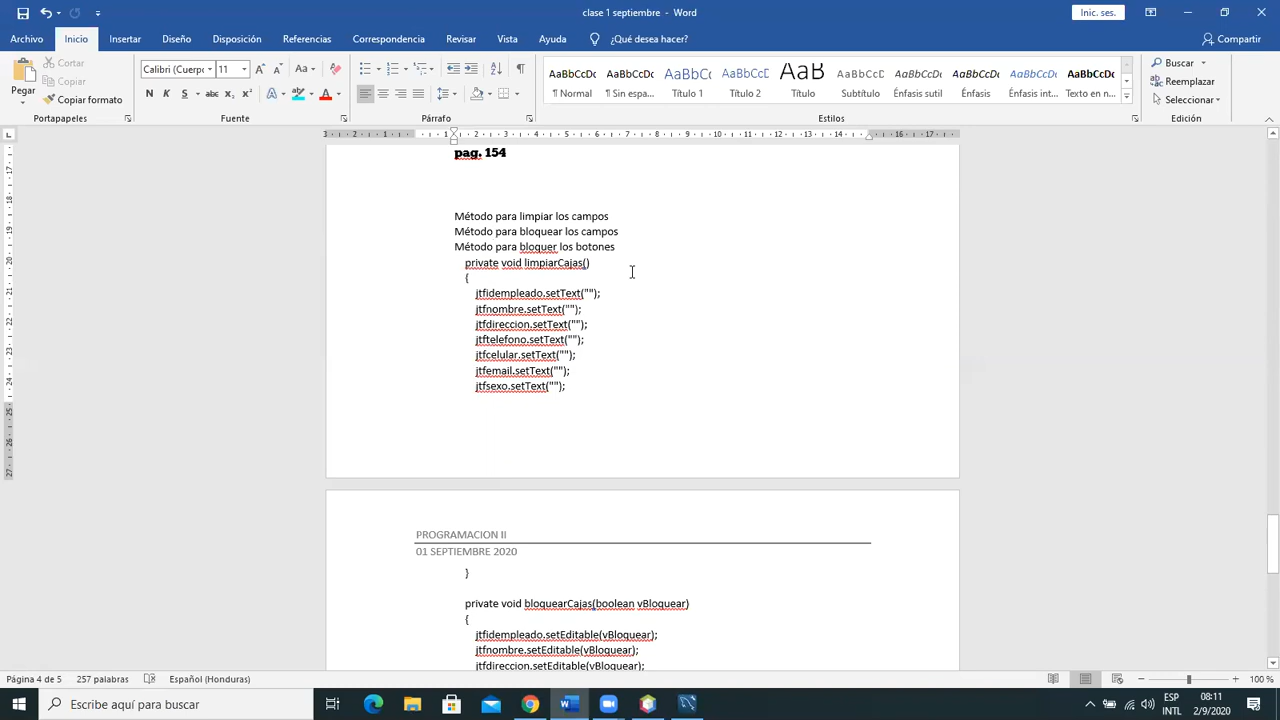 clase 1 septiembre - Word
Inic. ses.
Archivo Inicio Insertar Diseño Disposición Referencias Correspondencia Revisar Vista Ayuda ¿Qué desea hacer? Compartir
Pegar
Cortar
Copiar
Copiar formato
Portapapeles
Calibri (Cuerpo 11
N K S abc x₂ x²
Fuente
Párrafo
AaBbCcDc AaBbCcDc AaBbCc AaBbCcD AaB AaBbCcD AaBbCcDc AaBbCcDc AaBbCcDc AaBbCcDc
¶ Normal ¶ Sin espa... Título 1 Título 2 Título Subtítulo Énfasis sutil Énfasis Énfasis int... Texto en n...
Estilos
Buscar
Reemplazar
Seleccionar
Edición
pag. 154
Método para limpiar los campos
Método para bloquear los campos
Método para bloquer los botones
private void limpiarCajas()
{
jtfidempleado.setText("");
jtfnombre.setText("");
jtfdireccion.setText("");
jtftelefono.setText("");
jtfcelular.setText("");
jtfemail.setText("");
jtfsexo.setText("");
PROGRAMACION II
01 SEPTIEMBRE 2020
}
private void bloquearCajas(boolean vBloquear)
{
jtfidempleado.setEditable(vBloquear);
jtfnombre.setEditable(vBloquear);
jtfdireccion.setEditable(vBloquear);
Página 4 de 5 257 palabras Español (Honduras) 100 %
Escribe aquí para buscar
ESP
INTL
08:11
2/9/2020